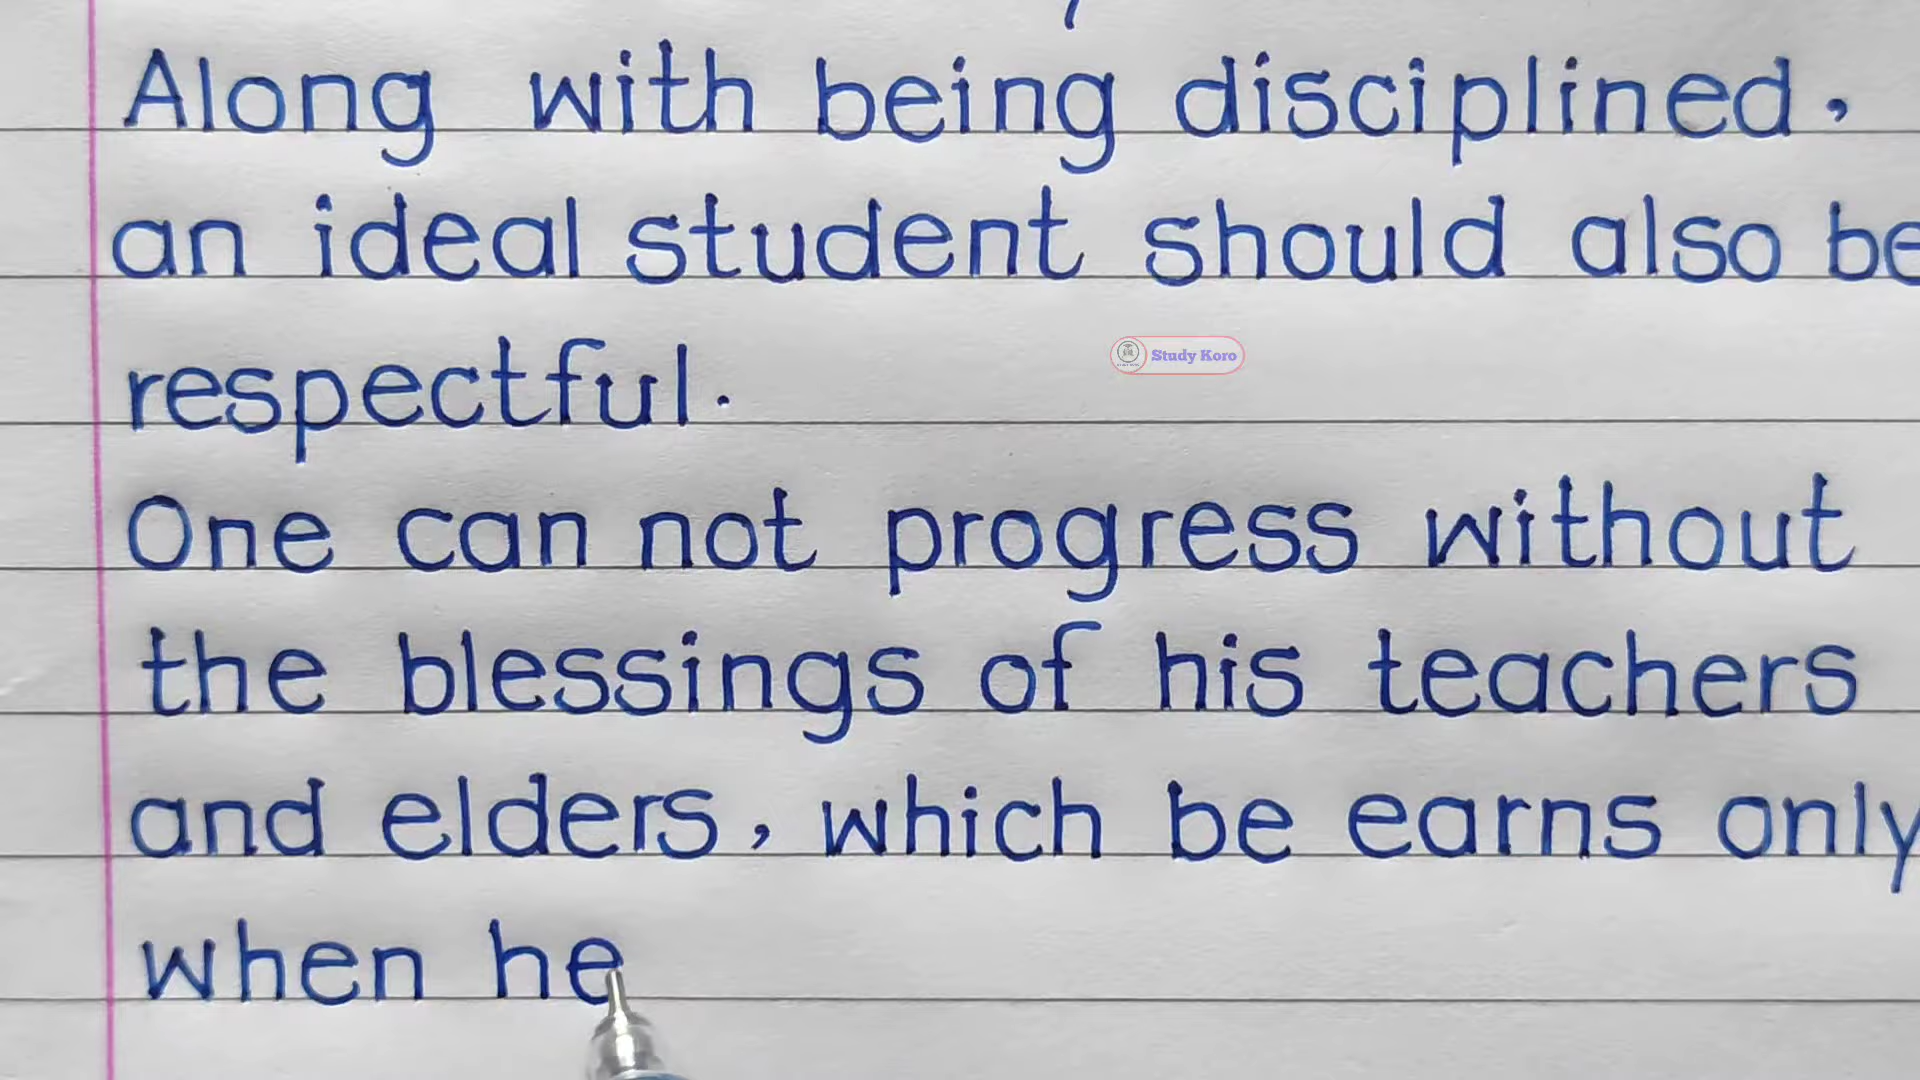 Along with being disciplined,
an ideal student should also be
respectful.
Study Koro
One can not progress without
the blessings of his teachers
and elders, which be earns only
when he